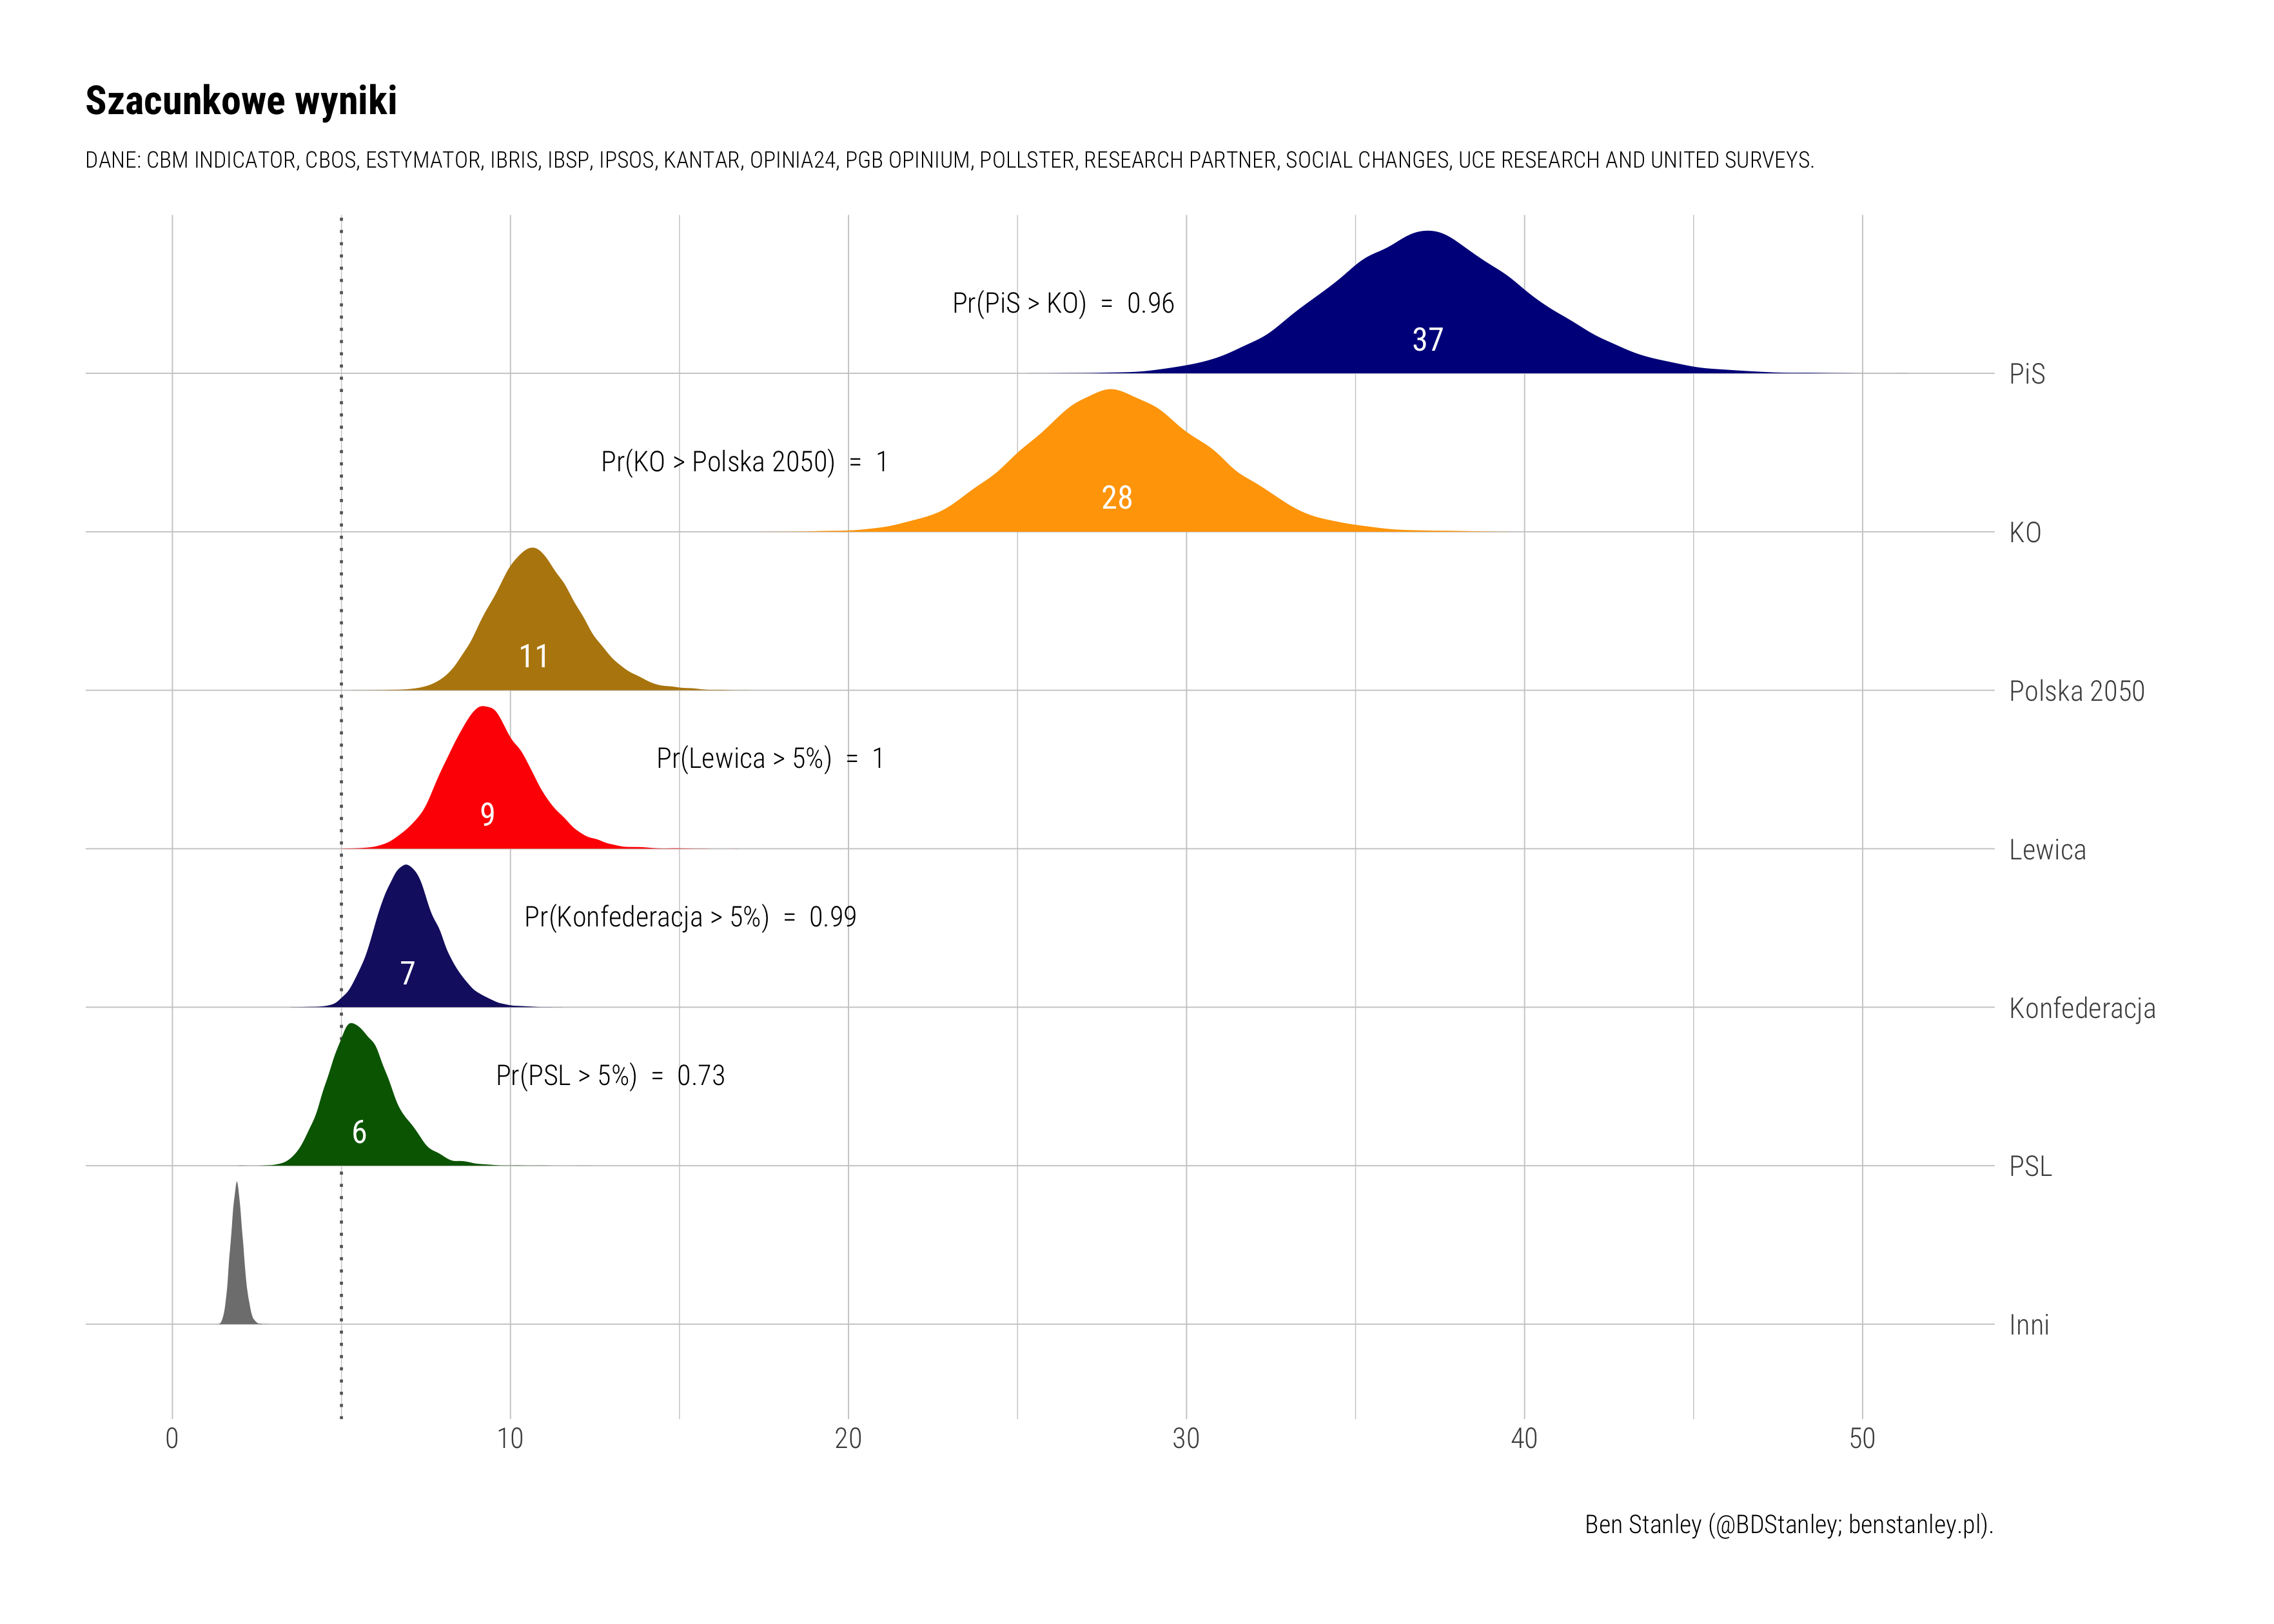 Szacunkowe wyniki
DANE: CBM INDICATOR, CBOS, ESTYMATOR, IBRIS, IBSP, IPSOS, KANTAR, OPINIA24, PGB OPINIUM, POLLSTER, RESEARCH PARTNER, SOCIAL CHANGES, UCE RESEARCH AND UNITED SURVEYS.
Pr(PiS > KO) = 0.96
37
PiS
Pr(KO > Polska 2050) = 1
28
KO
11
Polska 2050
Pr(Lewica > 5%) = 1
9
Lewica
Pr(Konfederacja > 5%) = 0.99
7
Konfederacja
Pr(PSL > 5%) = 0.73
6
PSL
Inni
0 10 20 30 40 50
Ben Stanley (@BDStanley; benstanley.pl).